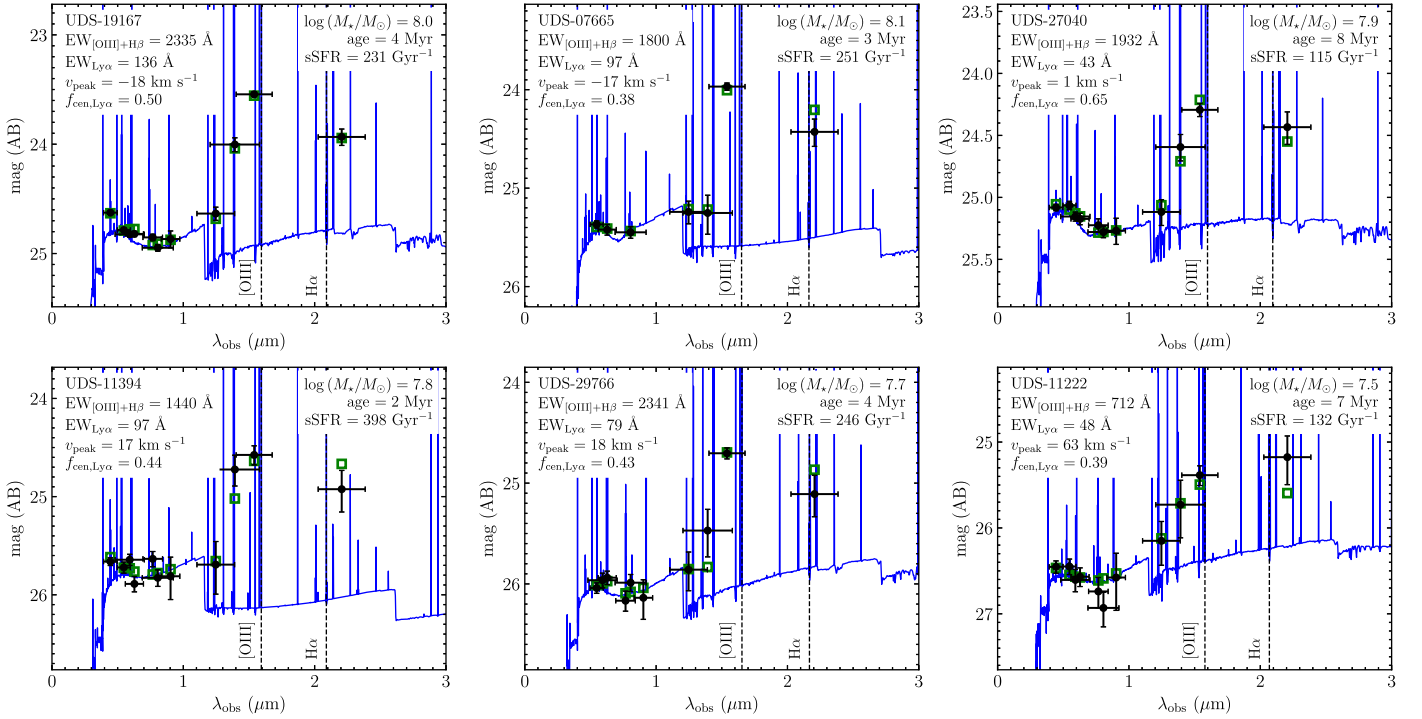 UDS-19167
EW[OIII]+Hβ = 2335 Å
EWLyα = 136 Å
vpeak = −18 km s−1
fcen,Lyα = 0.50
log (M⋆/M⊙) = 8.0
age = 4 Myr
sSFR = 231 Gyr−1
[OIII]
Hα
mag (AB)
23
24
25
0 1 2 3
λobs (μm)
UDS-07665
EW[OIII]+Hβ = 1800 Å
EWLyα = 97 Å
vpeak = −17 km s−1
fcen,Lyα = 0.38
log (M⋆/M⊙) = 8.1
age = 3 Myr
sSFR = 251 Gyr−1
[OIII]
Hα
mag (AB)
24
25
26
0 1 2 3
λobs (μm)
UDS-27040
EW[OIII]+Hβ = 1932 Å
EWLyα = 43 Å
vpeak = 1 km s−1
fcen,Lyα = 0.65
log (M⋆/M⊙) = 7.9
age = 8 Myr
sSFR = 115 Gyr−1
[OIII]
Hα
mag (AB)
23.5
24.0
24.5
25.0
25.5
0 1 2 3
λobs (μm)
UDS-11394
EW[OIII]+Hβ = 1440 Å
EWLyα = 97 Å
vpeak = 17 km s−1
fcen,Lyα = 0.44
log (M⋆/M⊙) = 7.8
age = 2 Myr
sSFR = 398 Gyr−1
[OIII]
Hα
mag (AB)
24
25
26
0 1 2 3
λobs (μm)
UDS-29766
EW[OIII]+Hβ = 2341 Å
EWLyα = 79 Å
vpeak = 18 km s−1
fcen,Lyα = 0.43
log (M⋆/M⊙) = 7.7
age = 4 Myr
sSFR = 246 Gyr−1
[OIII]
Hα
mag (AB)
24
25
26
0 1 2 3
λobs (μm)
UDS-11222
EW[OIII]+Hβ = 712 Å
EWLyα = 48 Å
vpeak = 63 km s−1
fcen,Lyα = 0.39
log (M⋆/M⊙) = 7.5
age = 7 Myr
sSFR = 132 Gyr−1
[OIII]
Hα
mag (AB)
25
26
27
0 1 2 3
λobs (μm)